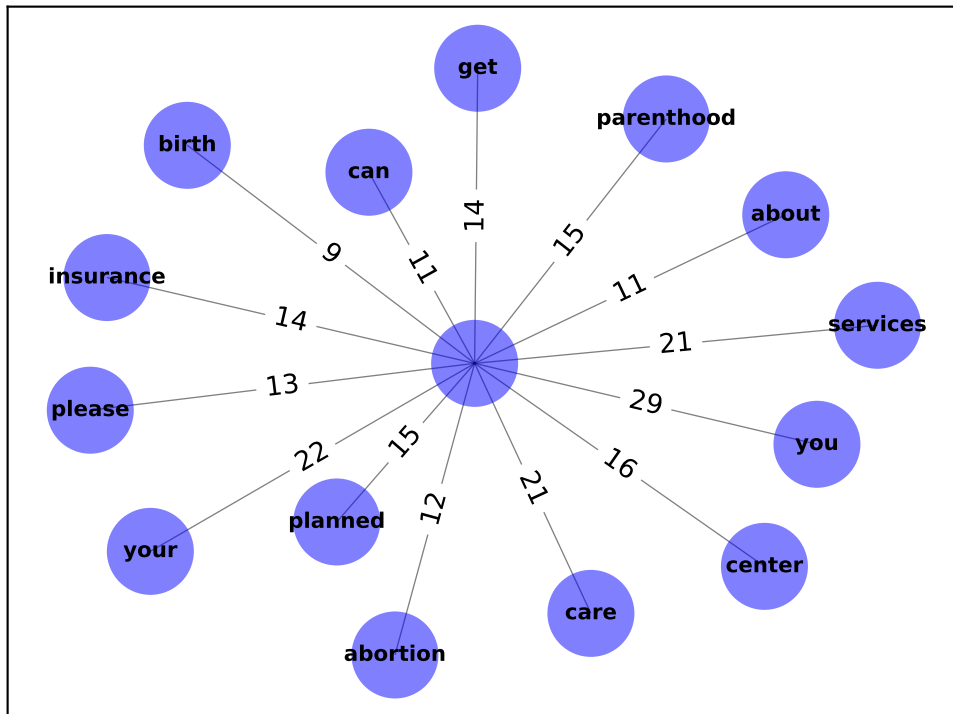 get
parenthood
birth
can
about
14
15
9
11
11
insurance
14
services
21
please
13
29
you
22
15
16
21
12
your
planned
center
care
abortion